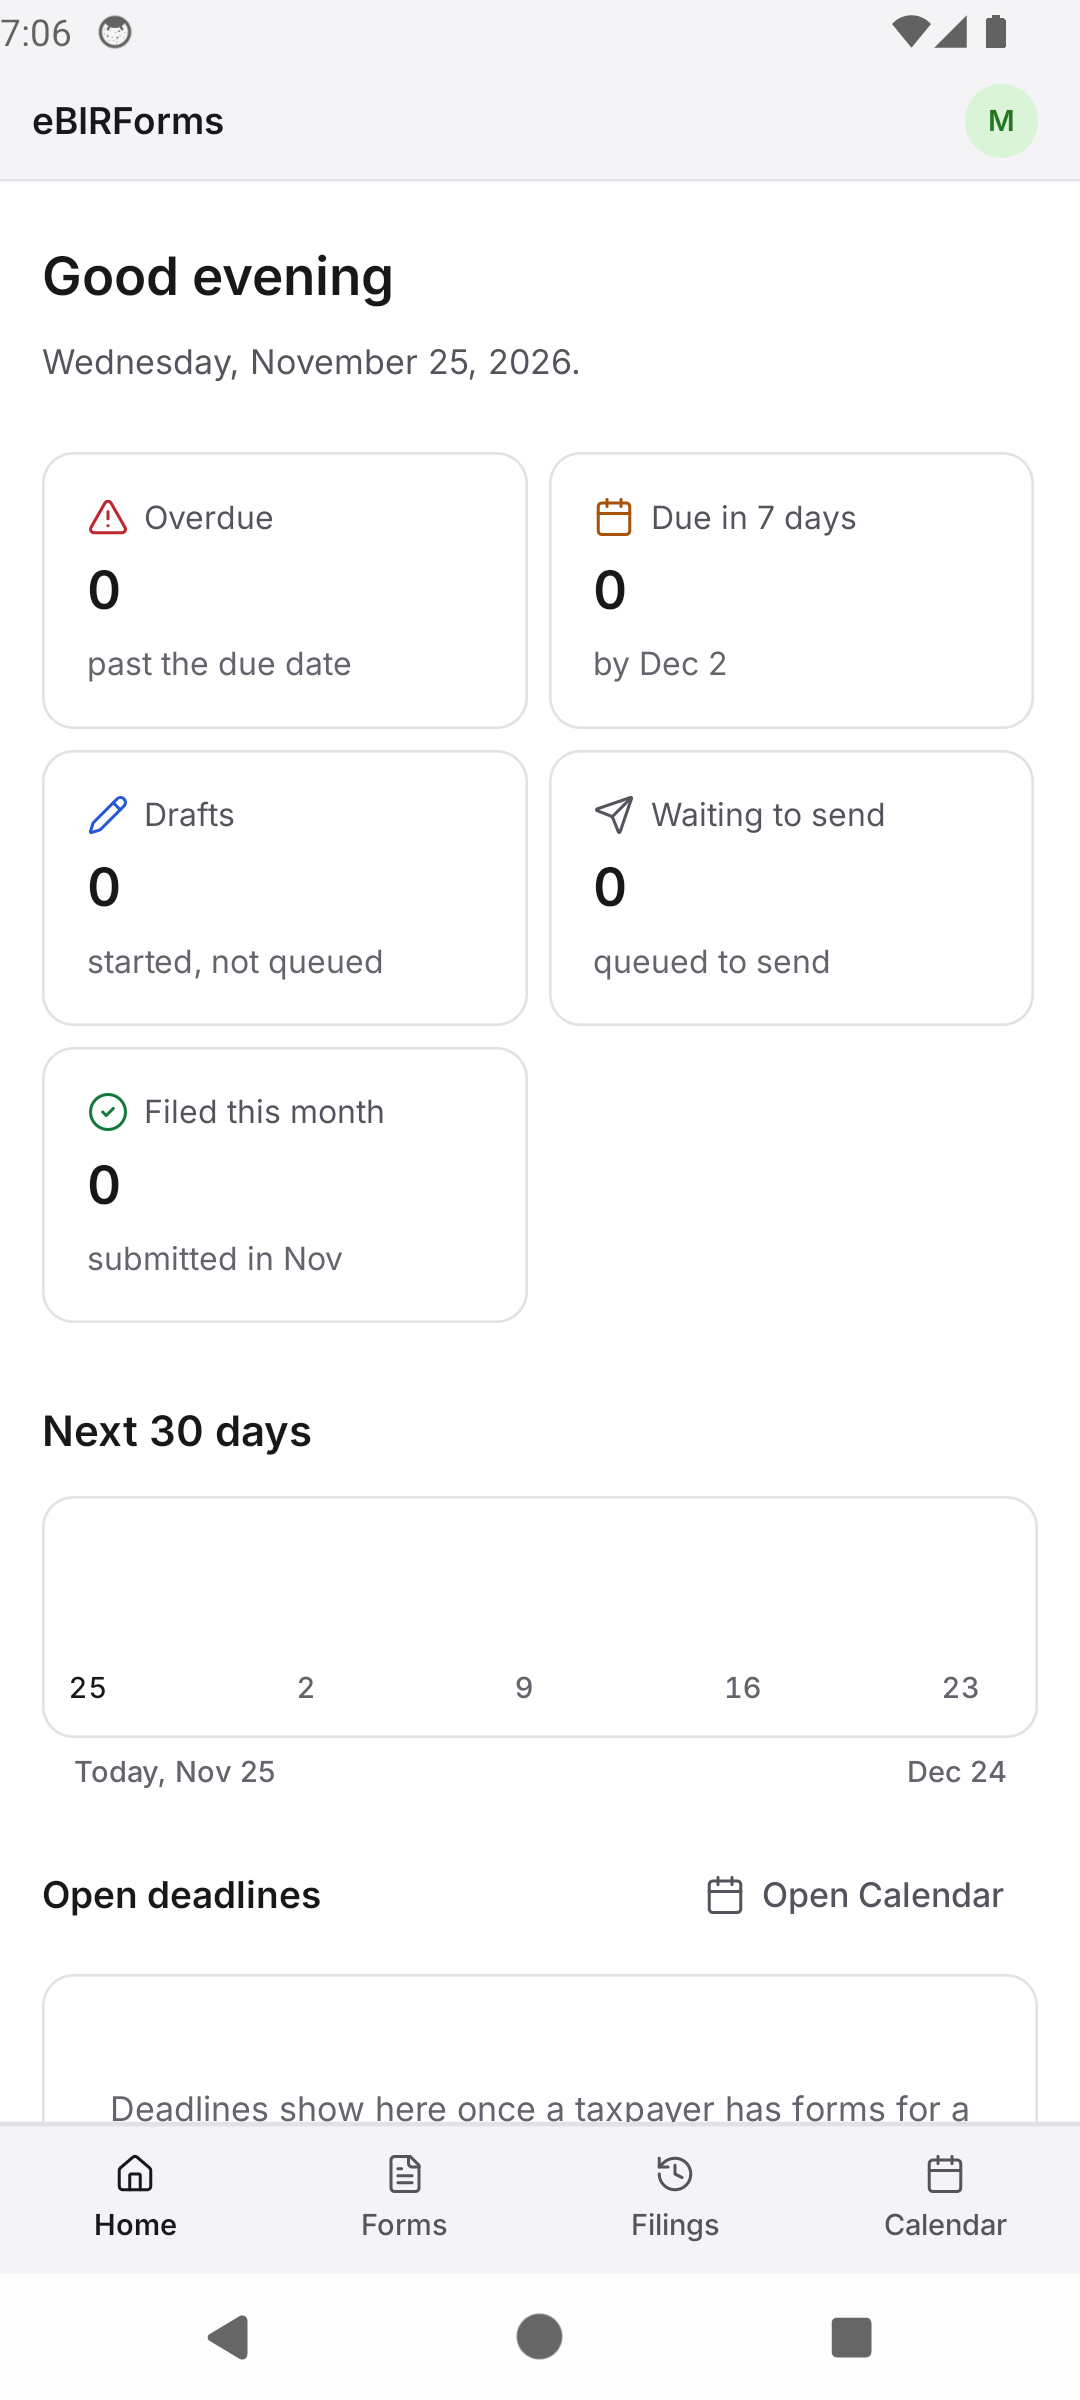 7:06
eBIRForms
M
Good evening
Wednesday, November 25, 2026.
Overdue
0
past the due date
Due in 7 days
0
by Dec 2
Drafts
0
started, not queued
Waiting to send
0
queued to send
Filed this month
0
submitted in Nov
Next 30 days
25 2 9 16 23
Today, Nov 25 Dec 24
Open deadlines
Open Calendar
Deadlines show here once a taxpayer has forms for a
Home
Forms
Filings
Calendar